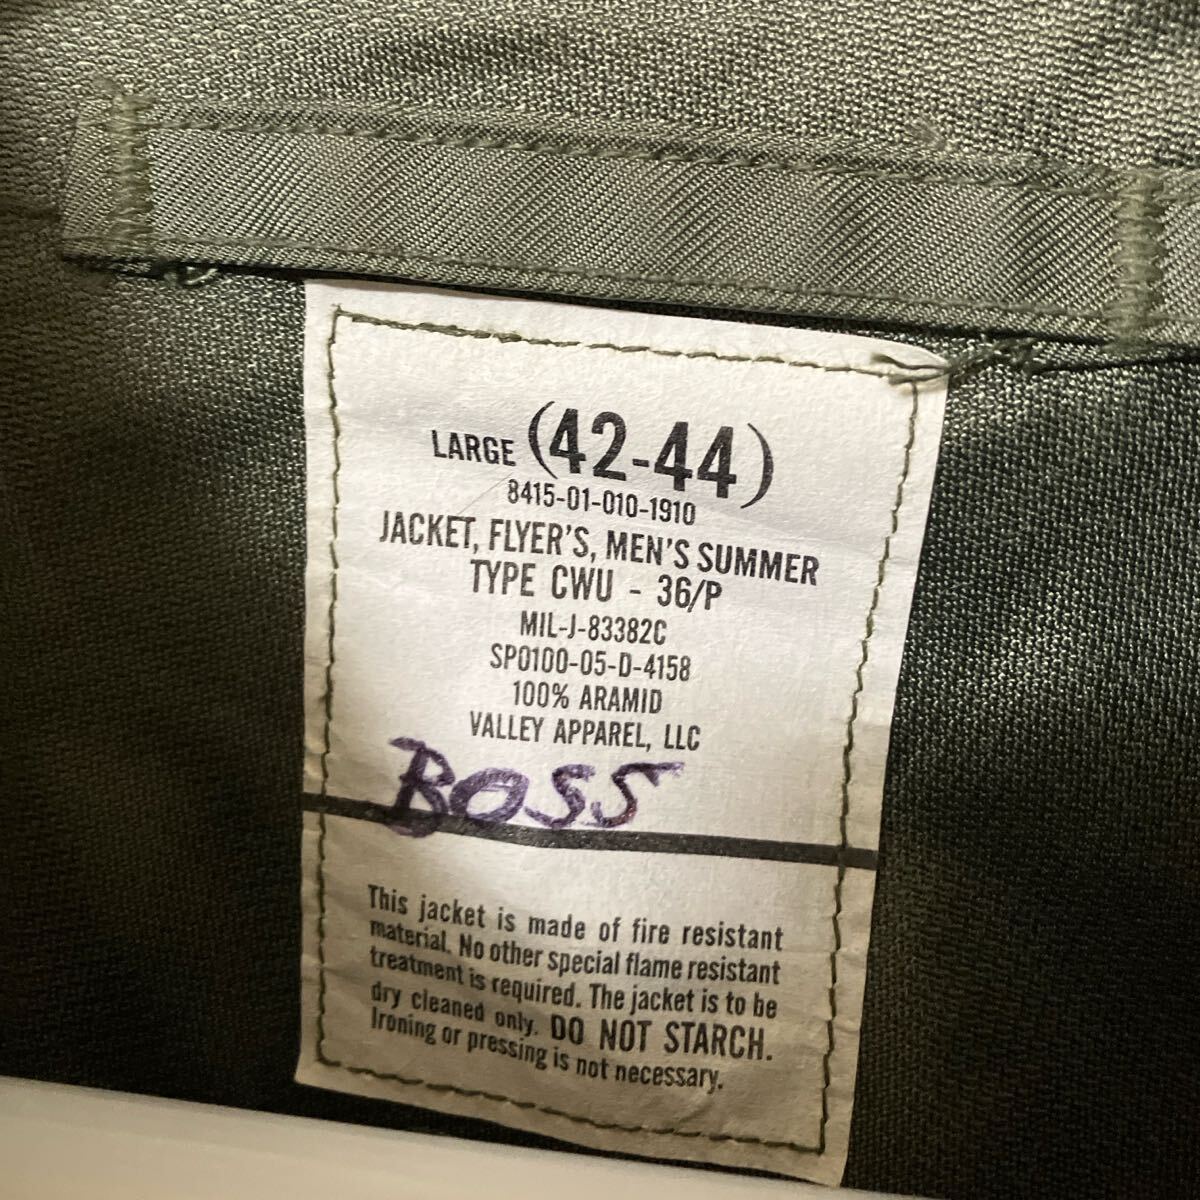 LARGE (42-44)
8415-01-010-1910
JACKET, FLYER'S, MEN'S SUMMER
TYPE CWU - 36/P
MIL-J-83382C
SP0100-05-D-4158
100% ARAMID
VALLEY APPAREL, LLC
BOSS
This jacket is made of fire resistant
material. No other special flame resistant
treatment is required. The jacket is to be
dry cleaned only. DO NOT STARCH.
Ironing or pressing is not necessary.